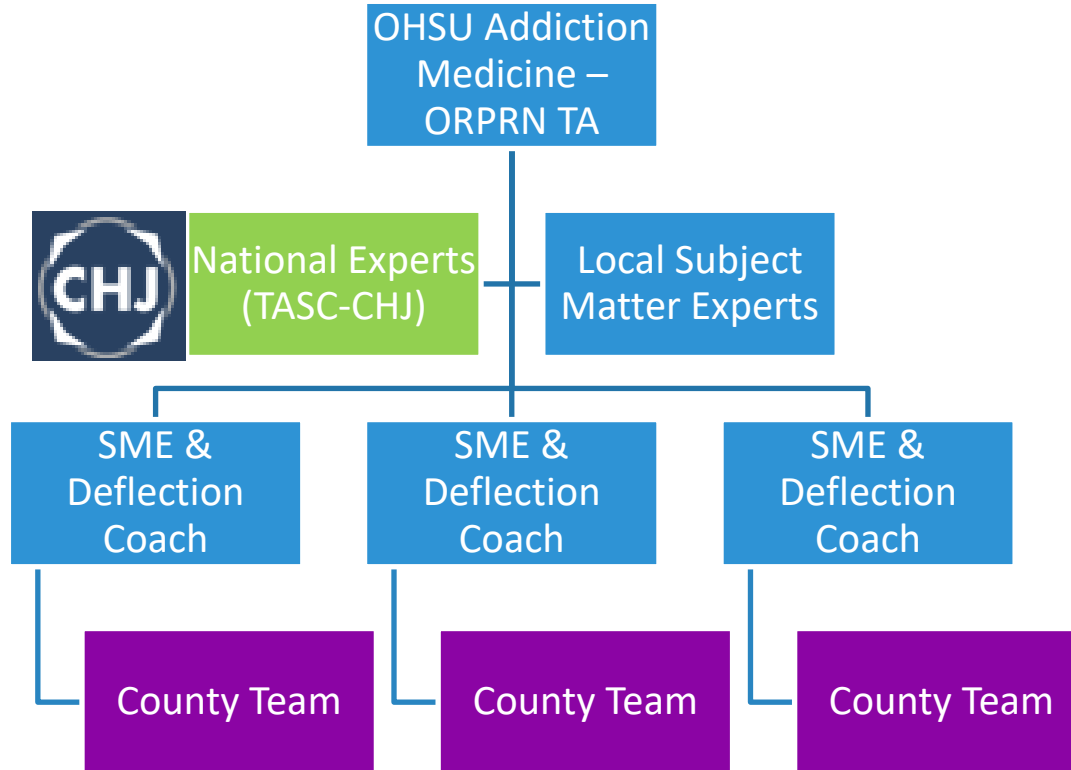 OHSU Addiction
Medicine –
ORPRN TA
CHJ
National Experts
(TASC-CHJ)
Local Subject
Matter Experts
SME &
Deflection
Coach
SME &
Deflection
Coach
SME &
Deflection
Coach
County Team
County Team
County Team